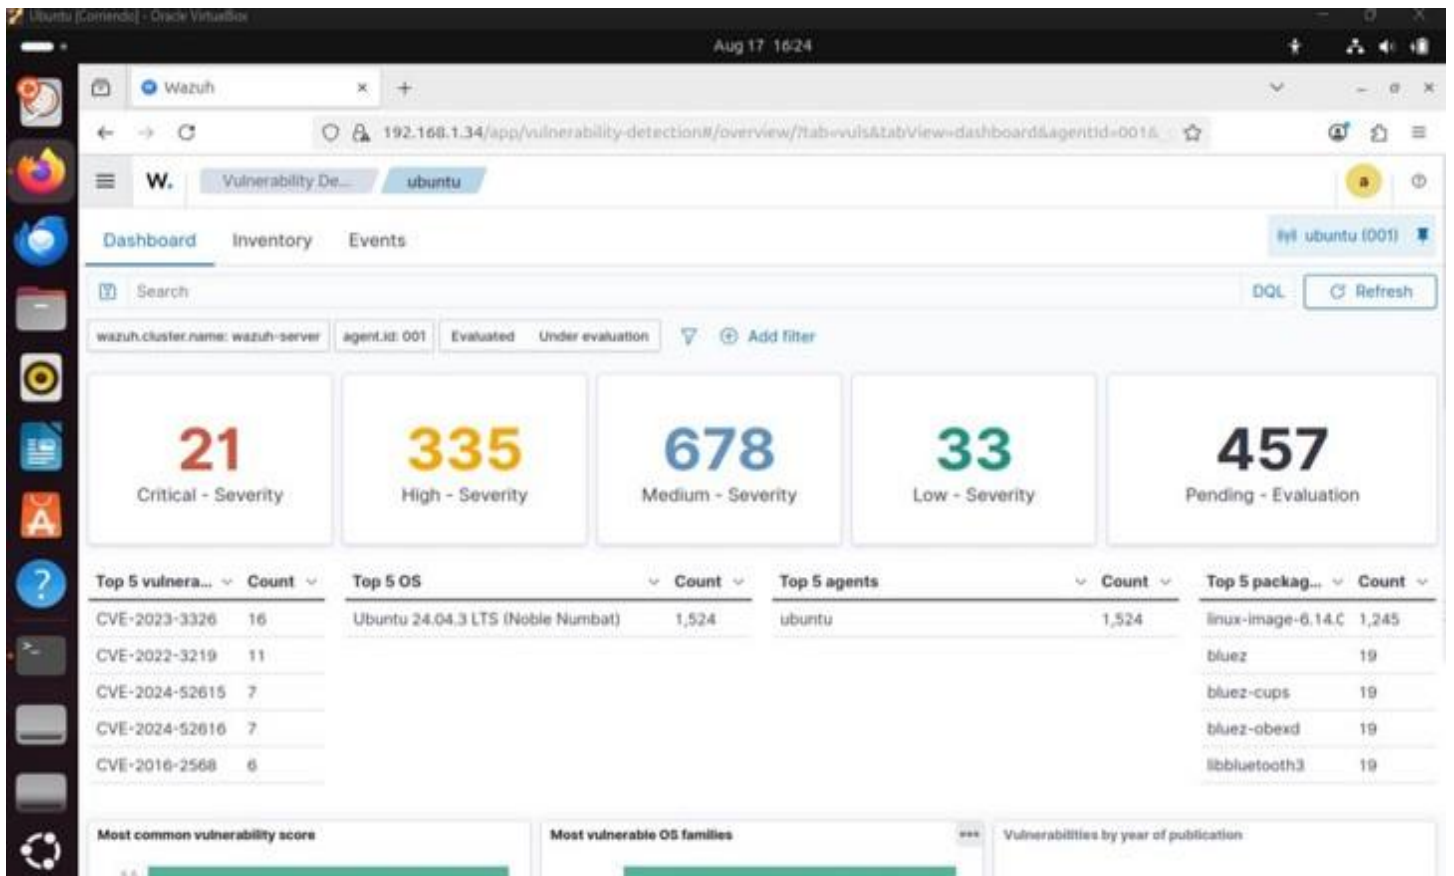 Ubuntu [Corriendo] - Oracle VirtualBox
Aug 17 16:24
Wazuh
192.168.1.34/app/vulnerability-detection#/overview/?tab=vuls&tabView=dashboard&agentId=001&
W. Vulnerability De... ubuntu a
Dashboard Inventory Events ubuntu (001)
Search DQL Refresh
wazuh.cluster.name: wazuh-server agent.id: 001 Evaluated Under evaluation Add filter
21 335 678 33 457
Critical - Severity High - Severity Medium - Severity Low - Severity Pending - Evaluation
Top 5 vulnera... Count Top 5 OS Count Top 5 agents Count Top 5 packag... Count
CVE-2023-3326 16 Ubuntu 24.04.3 LTS (Noble Numbat) 1,524 ubuntu 1,524 linux-image-6.14.0 1,245
CVE-2022-3219 11 bluez 19
CVE-2024-52615 7 bluez-cups 19
CVE-2024-52616 7 bluez-obexd 19
CVE-2016-2568 6 libbluetooth3 19
Most common vulnerability score Most vulnerable OS families Vulnerabilities by year of publication